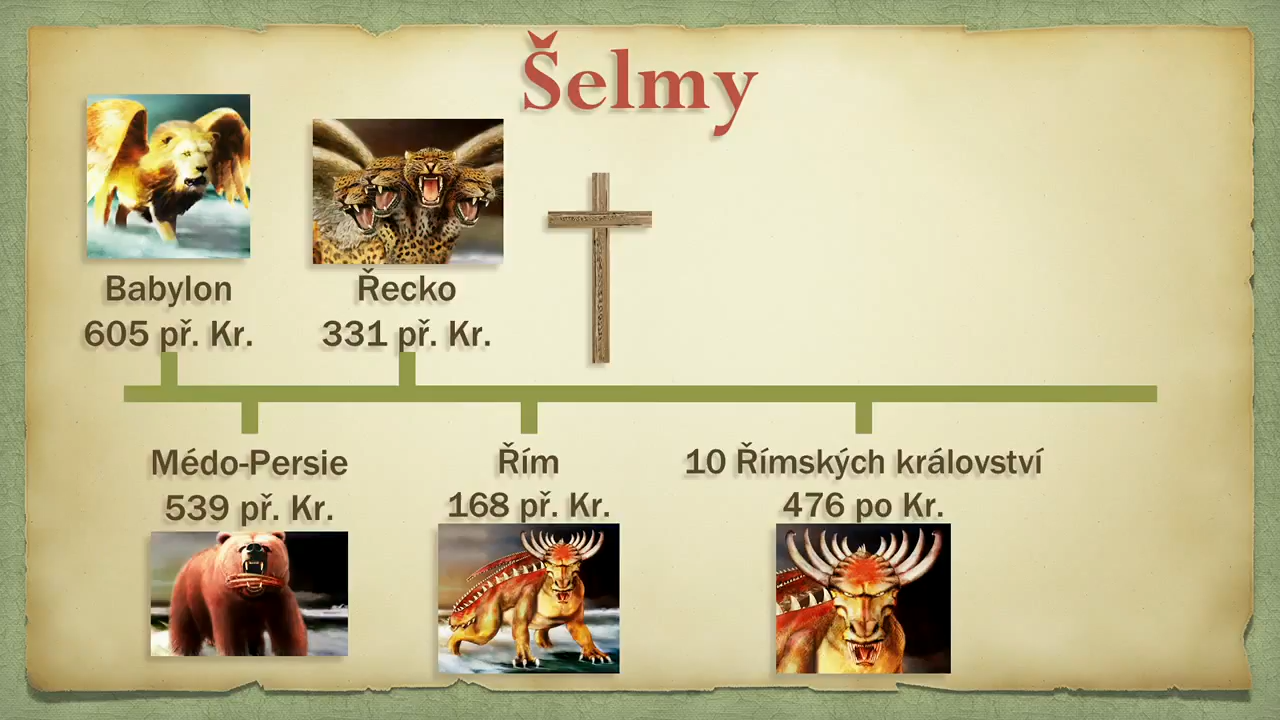 Šelmy
Babylon
605 př. Kr.
Řecko
331 př. Kr.
Médo-Persie
539 př. Kr.
Řím
168 př. Kr.
10 Římských království
476 po Kr.